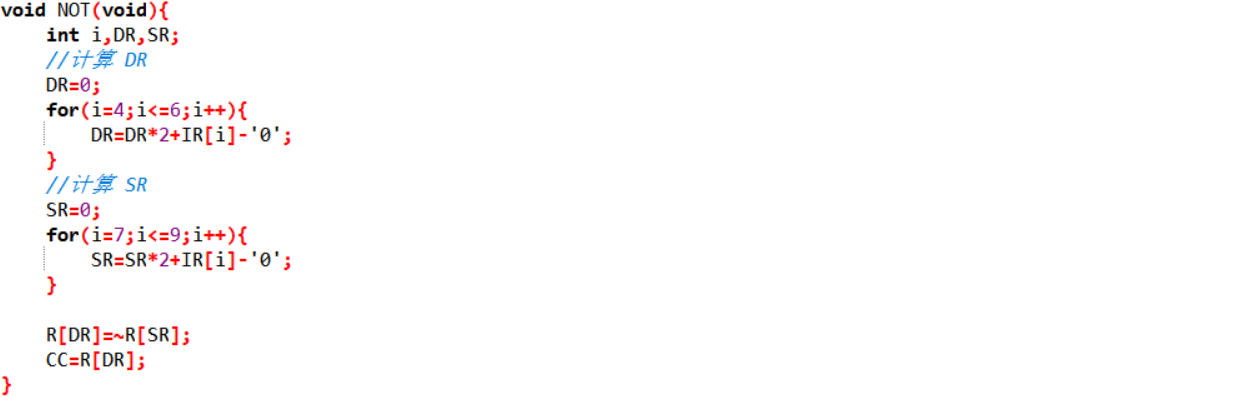 void NOT(void){
    int i,DR,SR;
    //计算 DR
    DR=0;
    for(i=4;i<=6;i++){
        DR=DR*2+IR[i]-'0';
    }
    //计算 SR
    SR=0;
    for(i=7;i<=9;i++){
        SR=SR*2+IR[i]-'0';
    }

    R[DR]=~R[SR];
    CC=R[DR];
}